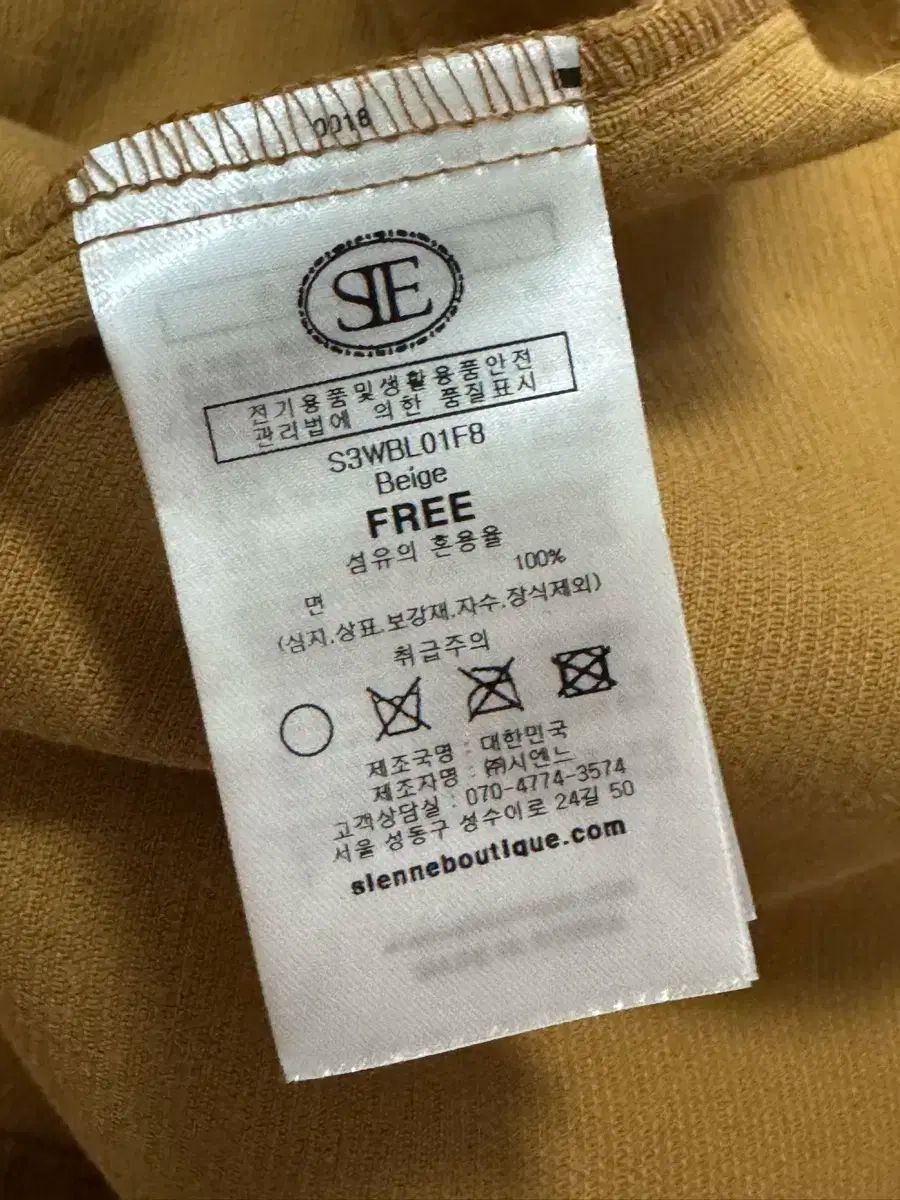 0018
SIE
전기용품및생활용품안전
관리법에 의한 품질표시
S3WBL01F8
Beige
FREE
섬유의 혼용율
면 100%
(심지.상표.보강재.자수.장식제외)
취급주의
제조국명 : 대한민국
제조자명 : ㈜시엔느
고객상담실 : 070-4774-3574
서울 성동구 성수이로 24길 50
sienneboutique.com